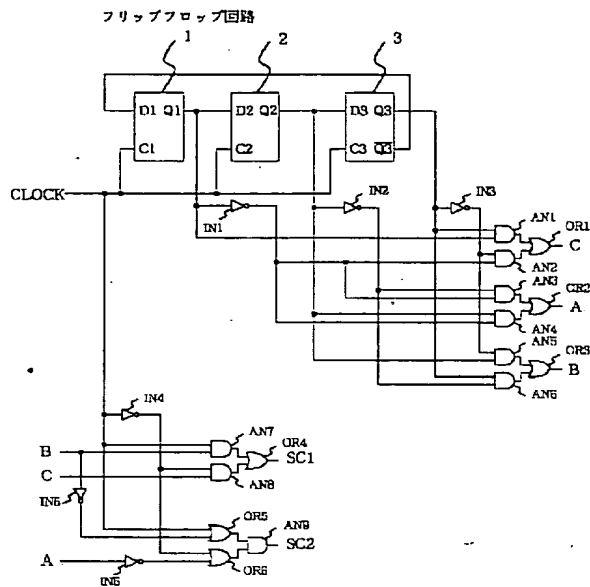 フリップフロップ回路
1 2 3
D1 Q1 D2 Q2 D3 Q3
C1 C2 C3 Q3
CLOCK
IN1 IN2 IN3
AN1 OR1
C
AN2
AN3 OR2
A
AN4
AN5 OR3
B
AN6
IN4
AN7
B OR4
SC1
C
AN8
IN6
OR5 AN9
SC2
A
IN5 OR6